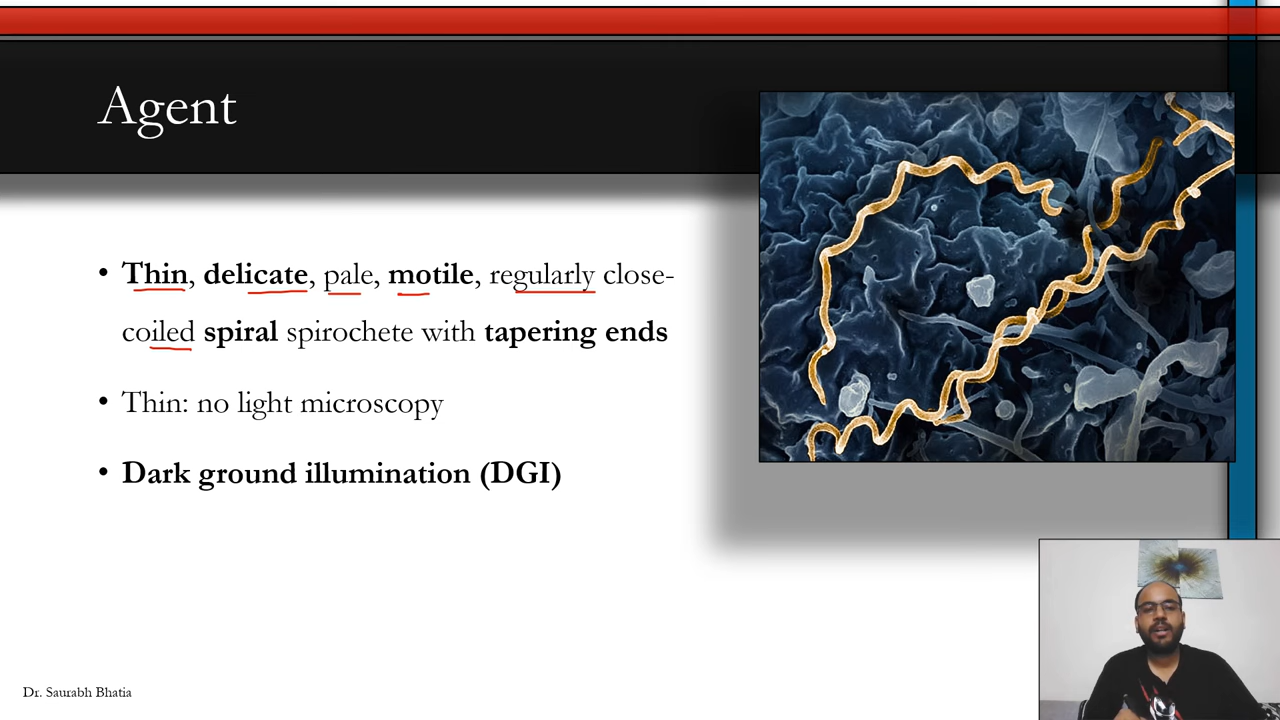 Agent
• Thin, delicate, pale, motile, regularly close-
coiled spiral spirochete with tapering ends
• Thin: no light microscopy
• Dark ground illumination (DGI)
Dr. Saurabh Bhatia